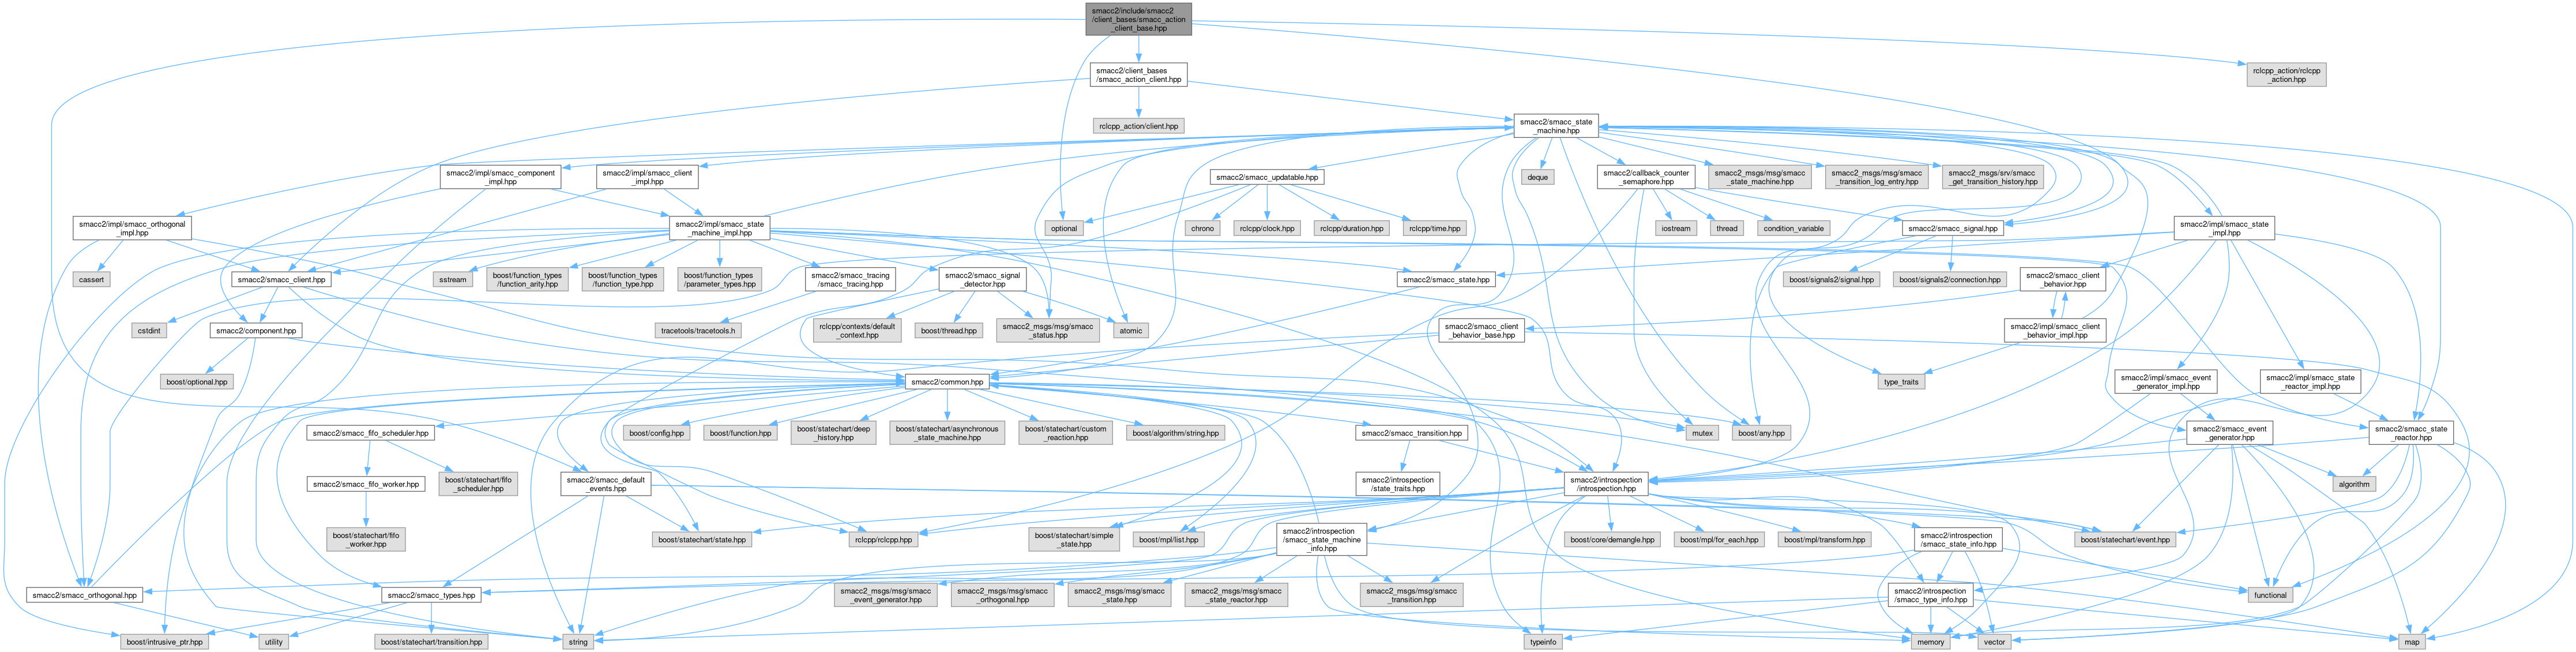 smacc2/include/smacc2
/client_bases/smacc_action
_client_base.hpp
smacc2/client_bases
/smacc_action_client.hpp
rclcpp_action/rclcpp
_action.hpp
rclcpp_action/client.hpp
smacc2/smacc_state
_machine.hpp
smacc2/impl/smacc_component
_impl.hpp
smacc2/impl/smacc_client
_impl.hpp
smacc2/smacc_updatable.hpp
deque
smacc2/callback_counter
_semaphore.hpp
smacc2_msgs/msg/smacc
_state_machine.hpp
smacc2_msgs/msg/smacc
_transition_log_entry.hpp
smacc2_msgs/srv/smacc
_get_transition_history.hpp
smacc2/impl/smacc_orthogonal
_impl.hpp
smacc2/impl/smacc_state
_machine_impl.hpp
optional
chrono
rclcpp/clock.hpp
rclcpp/duration.hpp
rclcpp/time.hpp
iostream
thread
condition_variable
smacc2/smacc_signal.hpp
smacc2/impl/smacc_state
_impl.hpp
cassert
smacc2/smacc_client.hpp
sstream
boost/function_types
/function_arity.hpp
boost/function_types
/function_type.hpp
boost/function_types
/parameter_types.hpp
smacc2/smacc_tracing
/smacc_tracing.hpp
smacc2/smacc_signal
_detector.hpp
smacc2/smacc_state.hpp
boost/signals2/signal.hpp
boost/signals2/connection.hpp
smacc2/smacc_client
_behavior.hpp
cstdint
smacc2/component.hpp
tracetools/tracetools.h
rclcpp/contexts/default
_context.hpp
boost/thread.hpp
smacc2_msgs/msg/smacc
_status.hpp
atomic
smacc2/smacc_client
_behavior_base.hpp
smacc2/impl/smacc_client
_behavior_impl.hpp
boost/optional.hpp
smacc2/common.hpp
type_traits
smacc2/impl/smacc_event
_generator_impl.hpp
smacc2/impl/smacc_state
_reactor_impl.hpp
smacc2/smacc_fifo_scheduler.hpp
boost/config.hpp
boost/function.hpp
boost/statechart/deep
_history.hpp
boost/statechart/asynchronous
_state_machine.hpp
boost/statechart/custom
_reaction.hpp
boost/algorithm/string.hpp
smacc2/smacc_transition.hpp
mutex
boost/any.hpp
smacc2/smacc_event
_generator.hpp
smacc2/smacc_state
_reactor.hpp
smacc2/smacc_fifo_worker.hpp
boost/statechart/fifo
_scheduler.hpp
smacc2/smacc_default
_events.hpp
smacc2/introspection
/state_traits.hpp
smacc2/introspection
/introspection.hpp
algorithm
boost/statechart/fifo
_worker.hpp
boost/statechart/state.hpp
rclcpp/rclcpp.hpp
boost/statechart/simple
_state.hpp
boost/mpl/list.hpp
smacc2/introspection
/smacc_state_machine
_info.hpp
boost/core/demangle.hpp
boost/mpl/for_each.hpp
boost/mpl/transform.hpp
smacc2/introspection
/smacc_state_info.hpp
boost/statechart/event.hpp
smacc2/smacc_orthogonal.hpp
smacc2/smacc_types.hpp
smacc2_msgs/msg/smacc
_event_generator.hpp
smacc2_msgs/msg/smacc
_orthogonal.hpp
smacc2_msgs/msg/smacc
_state.hpp
smacc2_msgs/msg/smacc
_state_reactor.hpp
smacc2_msgs/msg/smacc
_transition.hpp
smacc2/introspection
/smacc_type_info.hpp
functional
boost/intrusive_ptr.hpp
utility
boost/statechart/transition.hpp
string
typeinfo
memory
vector
map